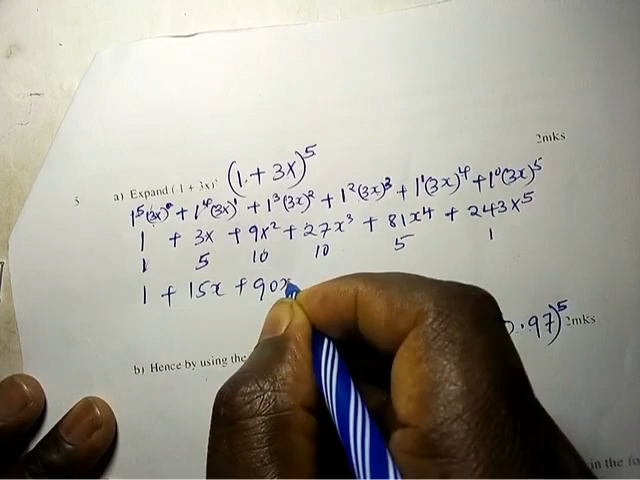 2mks
5 a) Expand (1 + 3x)⁵ (1 + 3x)⁵
1⁵(3x)⁰ + 1⁴(3x)¹ + 1³(3x)² + 1²(3x)³ + 1¹(3x)⁴ + 1⁰(3x)⁵
1 + 3x + 9x² + 27x³ + 81x⁴ + 243x⁵
1 5 10 10 5 1
1 + 15x + 90x
.97)⁵ 2mks
b) Hence by using the
in the fo